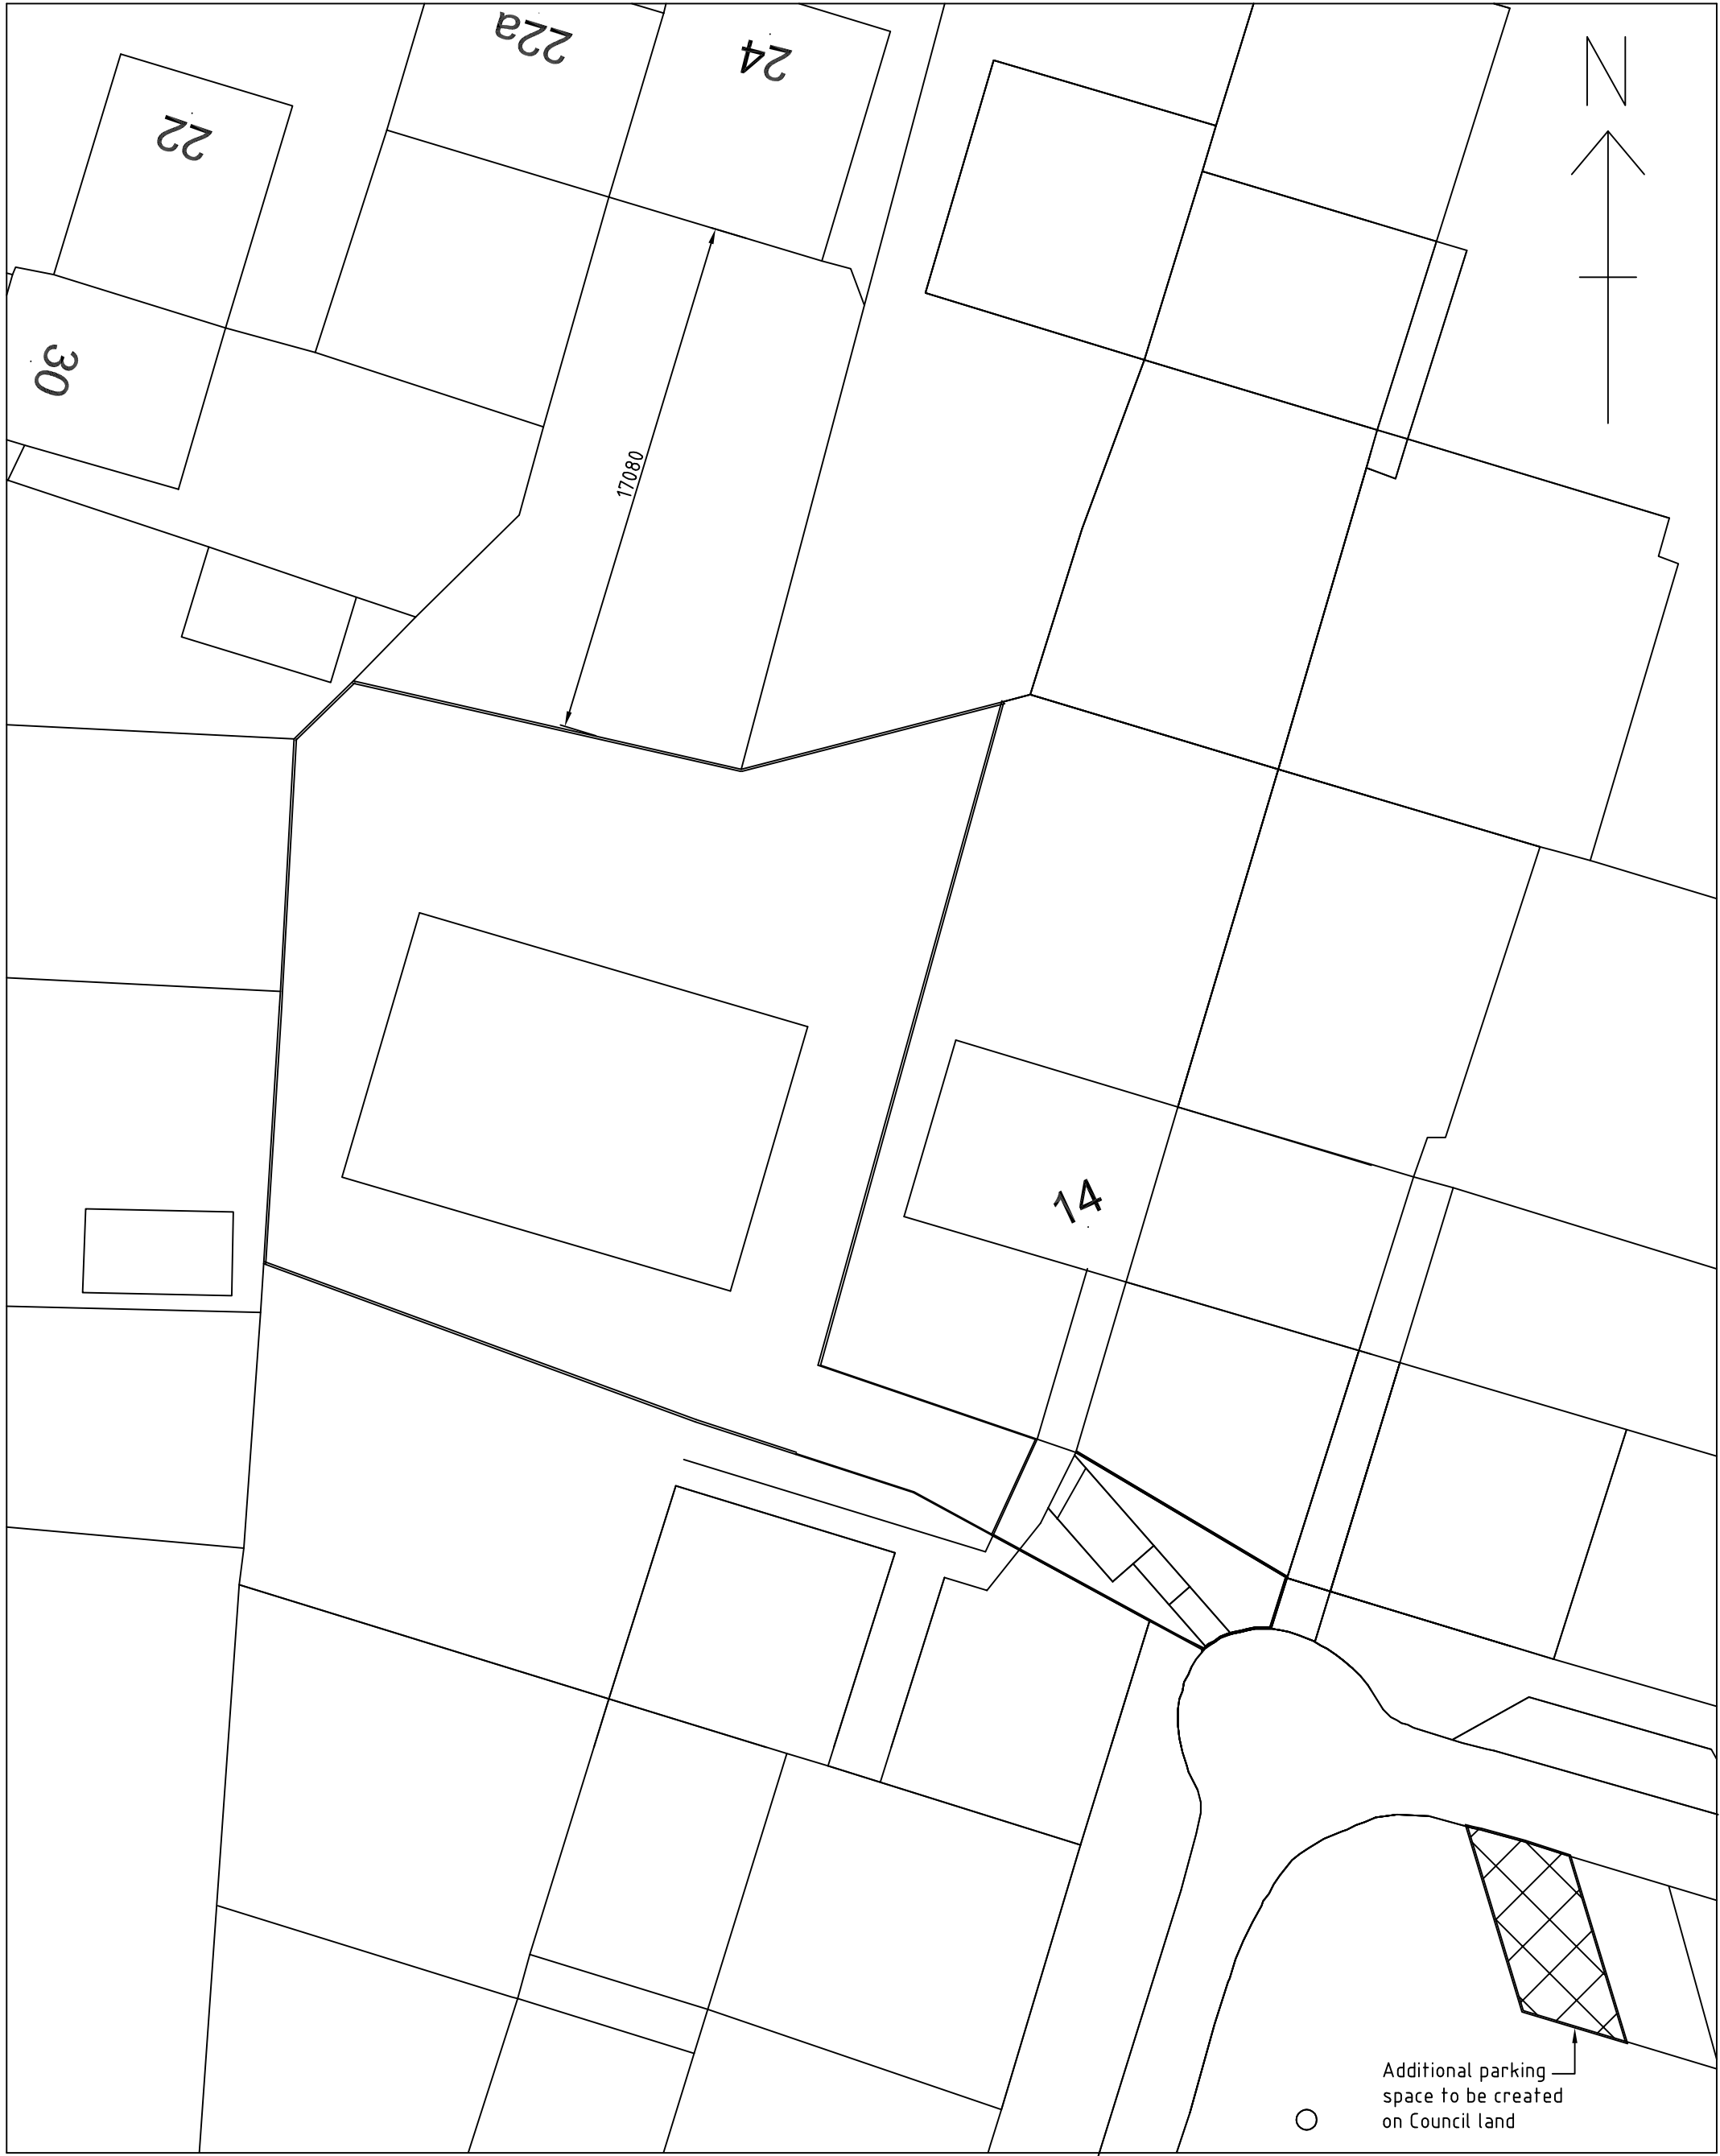 22a
24
N
22
30
17080
14
Additional parking
space to be created
on Council land